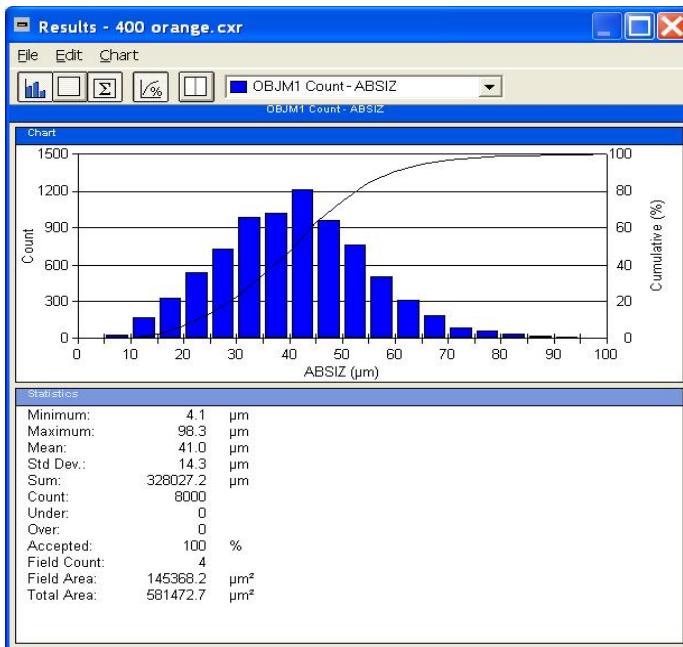 Results - 400 orange.cxr
File Edit Chart
Σ % OBJM1 Count - ABSIZ
OBJM1 Count - ABSIZ
Chart
1500 100
1200 80
900 60
600 40
300 20
0 0
Count
Cumulative (%)
0 10 20 30 40 50 60 70 80 90 100
ABSIZ (µm)
Statistics
Minimum: 4.1 µm
Maximum: 98.3 µm
Mean: 41.0 µm
Std Dev.: 14.3 µm
Sum: 328027.2 µm
Count: 8000
Under: 0
Over: 0
Accepted: 100 %
Field Count: 4
Field Area: 145368.2 µm²
Total Area: 581472.7 µm²